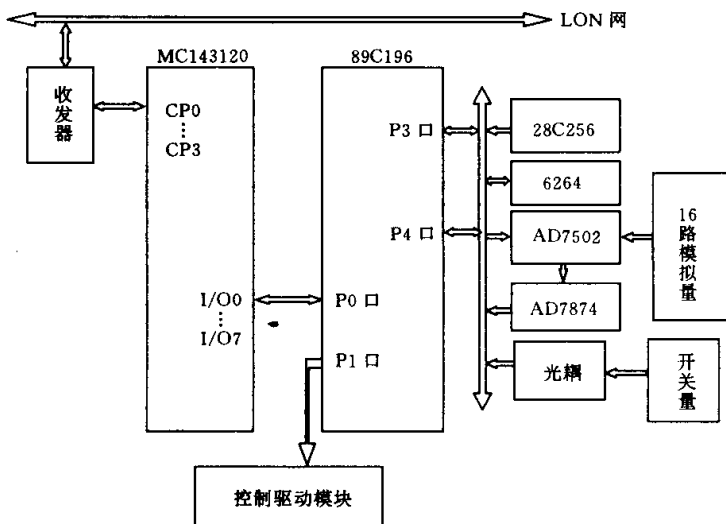 LON 网
MC143120
89C196
收发器
CP0
⋮
CP3
P3 口
28C256
6264
P4 口
AD7502
16路模拟量
I/O0
⋮
I/O7
P0 口
AD7874
P1 口
光耦
开关量
控制驱动模块